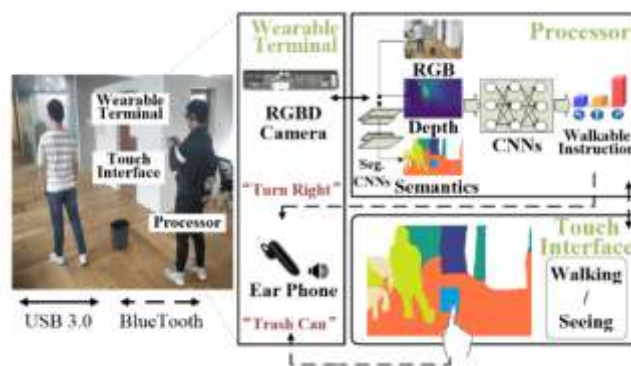 Wearable
Terminal
Touch
Interface
Processor
USB 3.0
BlueTooth
Wearable
Terminal
RGBD
Camera
"Turn Right"
Ear Phone
"Trash Can"
Processor
RGB
Depth
Seg.
CNNs
Semantics
CNNs
Walkable
Instruction
Touch
Interface
Walking
/
Seeing